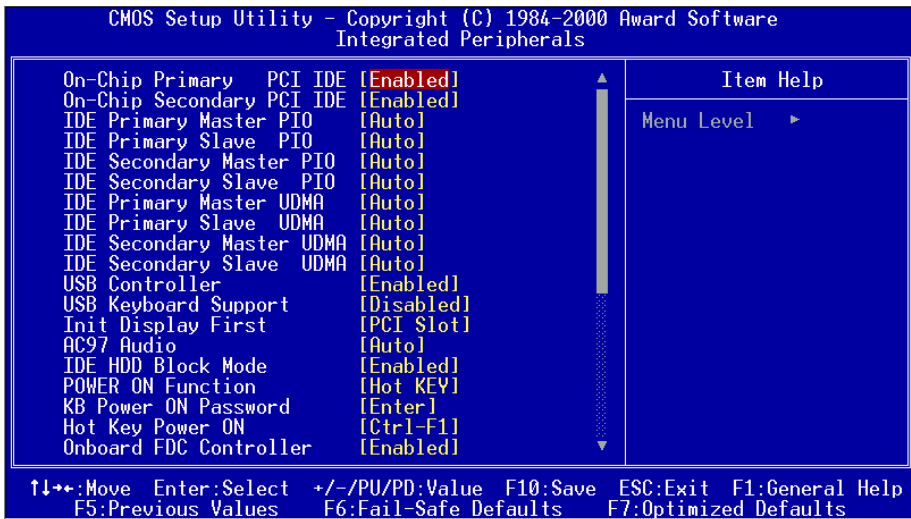 CMOS Setup Utility - Copyright (C) 1984-2000 Award Software
Integrated Peripherals
On-Chip Primary PCI IDE [Enabled]
On-Chip Secondary PCI IDE [Enabled]
IDE Primary Master PIO [Auto]
IDE Primary Slave PIO [Auto]
IDE Secondary Master PIO [Auto]
IDE Secondary Slave PIO [Auto]
IDE Primary Master UDMA [Auto]
IDE Primary Slave UDMA [Auto]
IDE Secondary Master UDMA [Auto]
IDE Secondary Slave UDMA [Auto]
USB Controller [Enabled]
USB Keyboard Support [Disabled]
Init Display First [PCI Slot]
AC97 Audio [Auto]
IDE HDD Block Mode [Enabled]
POWER ON Function [Hot KEY]
KB Power ON Password [Enter]
Hot Key Power ON [Ctrl-F1]
Onboard FDC Controller [Enabled]
Item Help
Menu Level ►
↑↓→←:Move Enter:Select +/-/PU/PD:Value F10:Save ESC:Exit F1:General Help
F5:Previous Values F6:Fail-Safe Defaults F7:Optimized Defaults